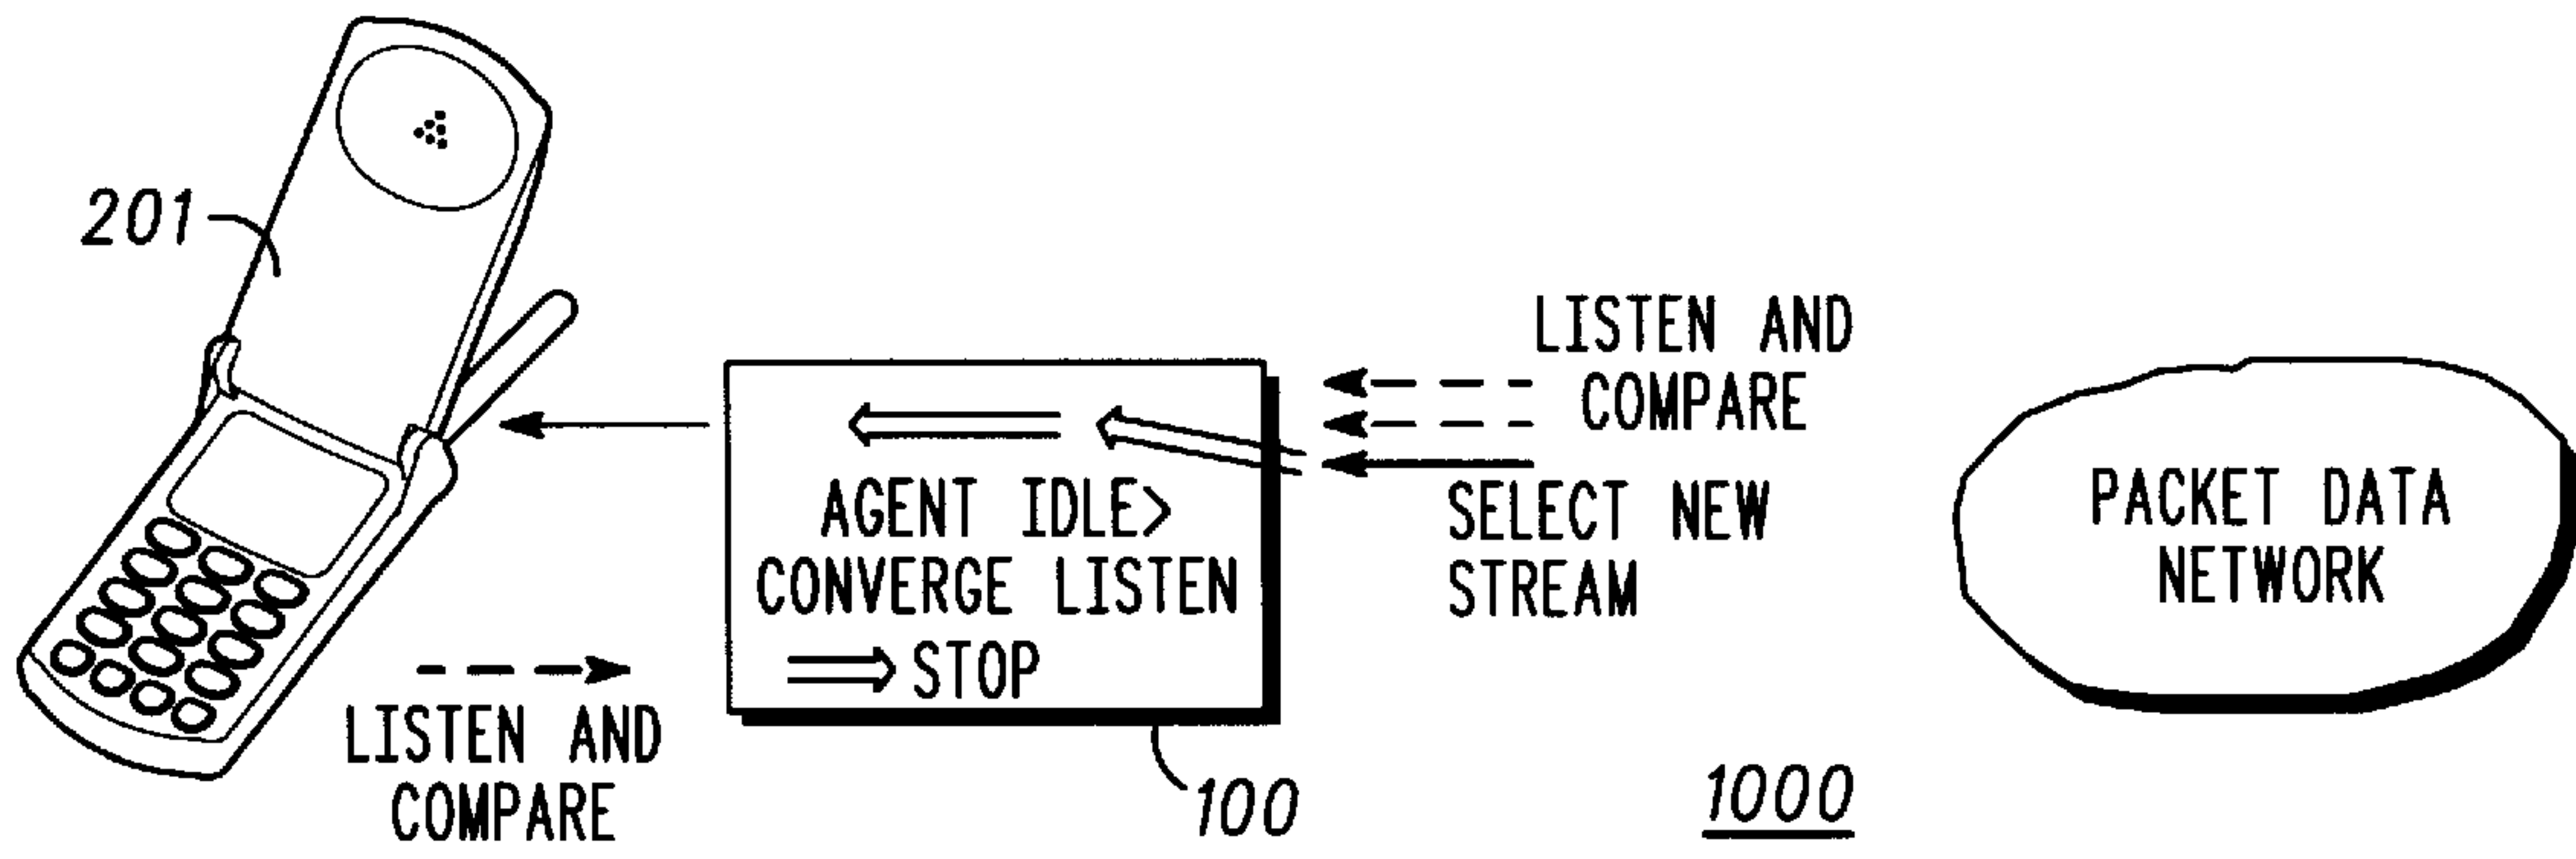 201
LISTEN AND
COMPARE
AGENT IDLE>
CONVERGE LISTEN
STOP
100
LISTEN AND
COMPARE
SELECT NEW
STREAM
1000
PACKET DATA
NETWORK